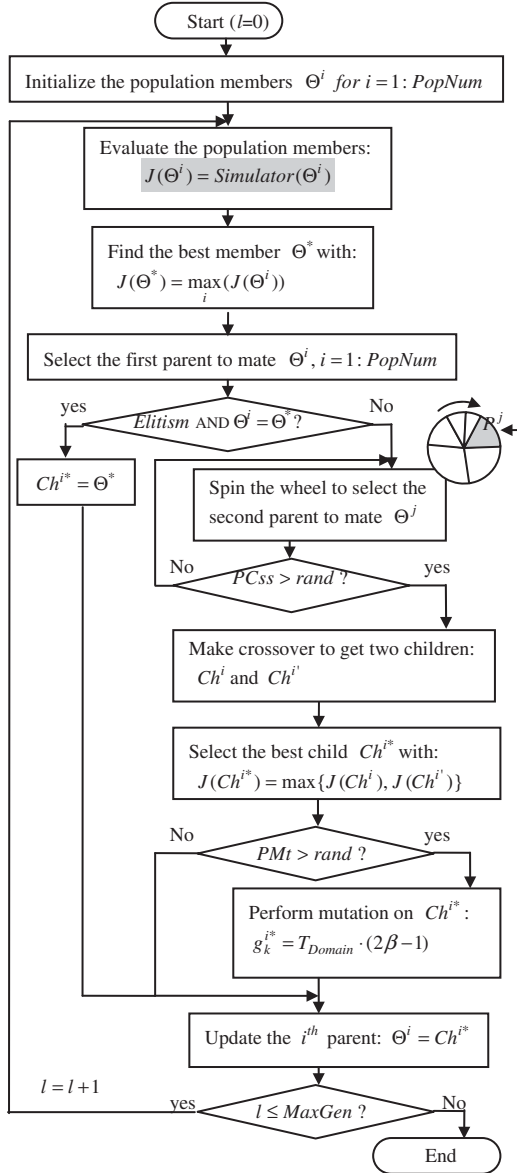 Start (l=0)
Initialize the population members Θ^i for i = 1: PopNum
Evaluate the population members:
J(Θ^i) = Simulator(Θ^i)
Find the best member Θ^* with:
J(Θ^*) = max_i (J(Θ^i))
Select the first parent to mate Θ^i, i = 1: PopNum
yes
Elitism AND Θ^i = Θ^* ?
No
P^j
Ch^{i*} = Θ^*
Spin the wheel to select the
second parent to mate Θ^j
No
PCss > rand ?
yes
Make crossover to get two children:
Ch^i and Ch^{i'}
Select the best child Ch^{i*} with:
J(Ch^{i*}) = max{J(Ch^i), J(Ch^{i'})}
No
PMt > rand ?
yes
Perform mutation on Ch^{i*} :
g_k^{i*} = T_{Domain} · (2β − 1)
Update the i^{th} parent: Θ^i = Ch^{i*}
l = l + 1
yes
l ≤ MaxGen ?
No
End